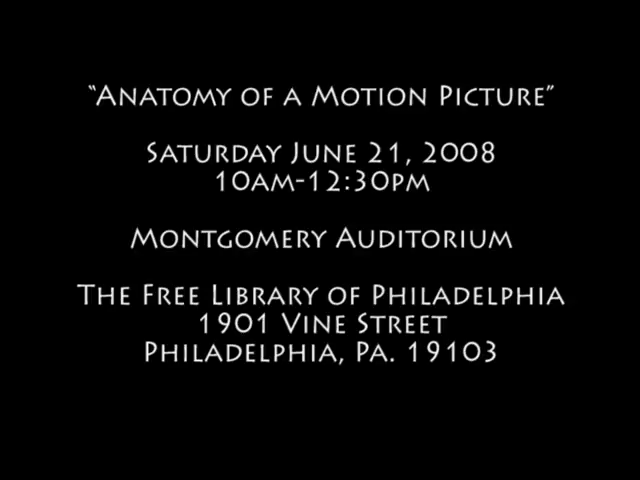 “Anatomy of a Motion Picture”
Saturday June 21, 2008
10am-12:30pm
Montgomery Auditorium
The Free Library of Philadelphia
1901 Vine Street
Philadelphia, PA. 19103